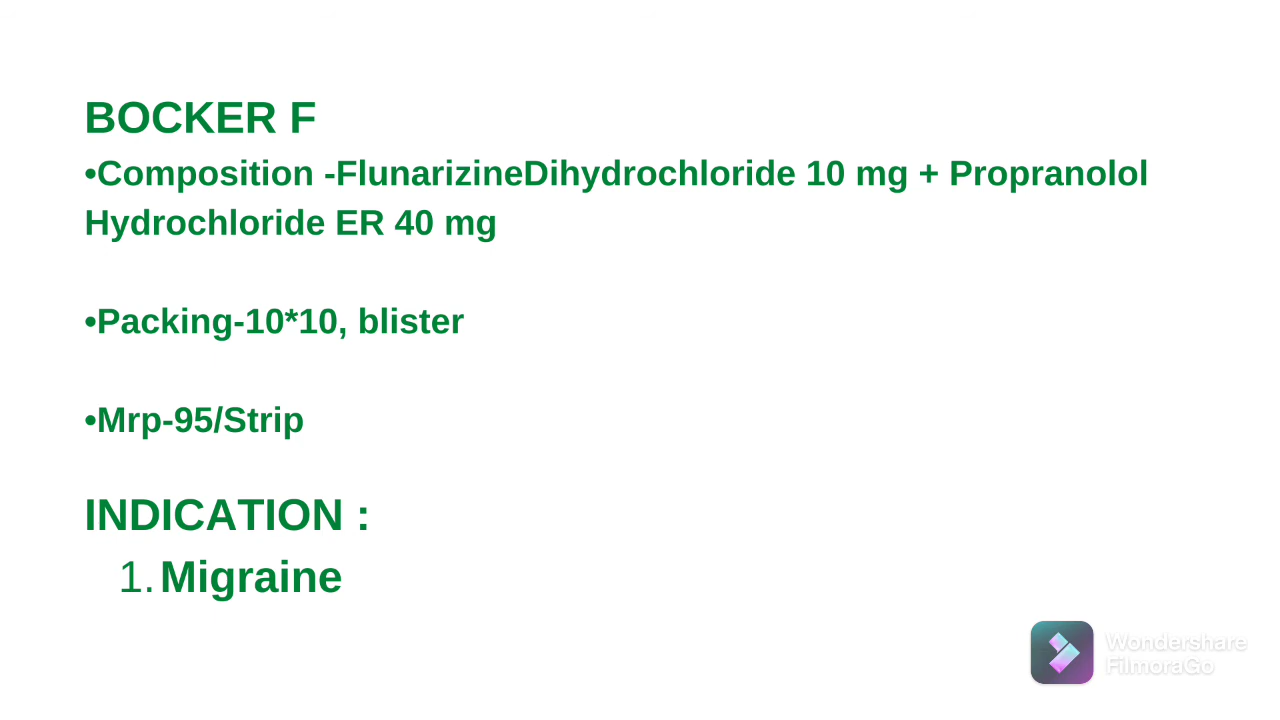 BOCKER F
•Composition -FlunarizineDihydrochloride 10 mg + Propranolol
Hydrochloride ER 40 mg
•Packing-10*10, blister
•Mrp-95/Strip
INDICATION :
1. Migraine
Wondershare
FilmoraGo